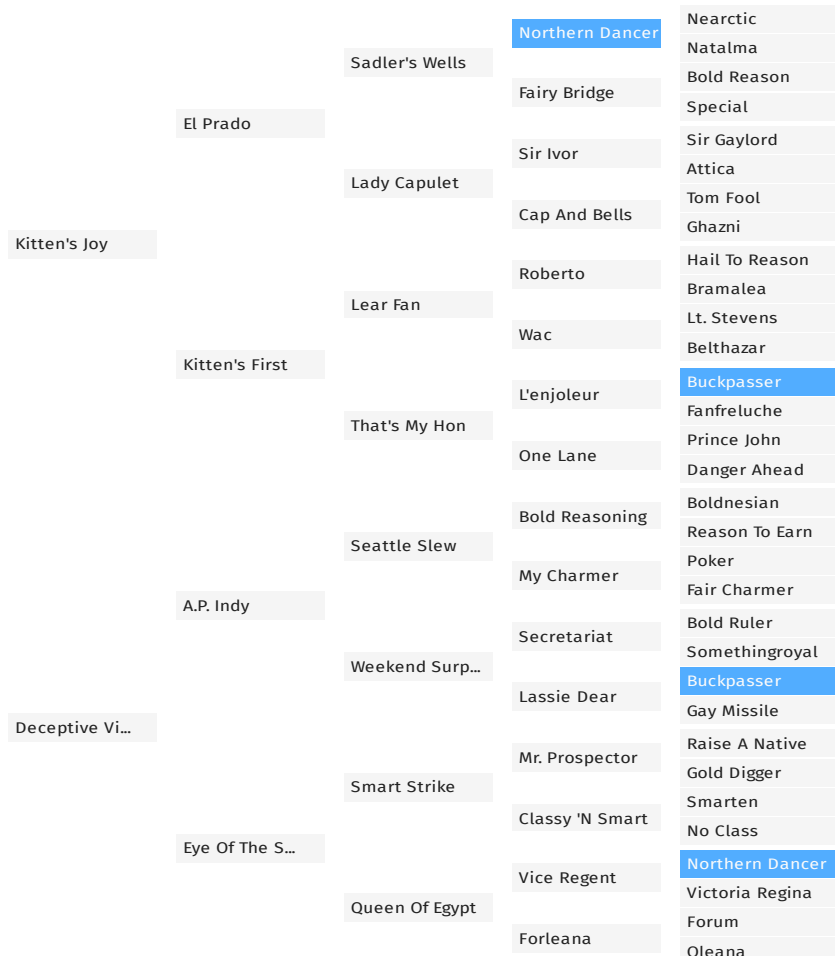 Kitten's Joy
Deceptive Vi...
El Prado
Kitten's First
A.P. Indy
Eye Of The S...
Sadler's Wells
Lady Capulet
Lear Fan
That's My Hon
Seattle Slew
Weekend Surp...
Smart Strike
Queen Of Egypt
Northern Dancer
Fairy Bridge
Sir Ivor
Cap And Bells
Roberto
Wac
L'enjoleur
One Lane
Bold Reasoning
My Charmer
Secretariat
Lassie Dear
Mr. Prospector
Classy 'N Smart
Vice Regent
Forleana
Nearctic
Natalma
Bold Reason
Special
Sir Gaylord
Attica
Tom Fool
Ghazni
Hail To Reason
Bramalea
Lt. Stevens
Belthazar
Buckpasser
Fanfreluche
Prince John
Danger Ahead
Boldnesian
Reason To Earn
Poker
Fair Charmer
Bold Ruler
Somethingroyal
Buckpasser
Gay Missile
Raise A Native
Gold Digger
Smarten
No Class
Northern Dancer
Victoria Regina
Forum
Oleana